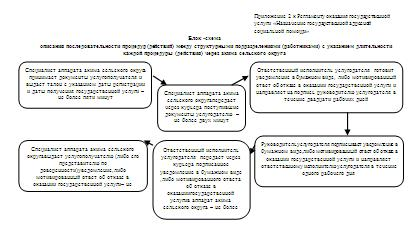 Приложение 2 к Регламенту оказания государственной
услуги «Назначение государственной адресной
социальной помощи»
Блок -схема
описания последовательности процедур (действий) между структурными подразделениями (работниками) с указанием длительности
каждой процедуры (действия) через акима сельского округа
Специалист аппарата акима сельского округа
принимает документы услугополучателя и
выдает талон с указанием даты регистрации
и даты получения государственной услуги –
не более пяти минут
Специалист аппарата акима
сельского округа передает
через курьера поступившие
документы услугодателю –
не более двух минут
Ответственный исполнитель услугодателя готовит
уведомление в бумажном виде, либо мотивированный
ответ об отказе в оказании государственной услуги и
направляет на подпись руководителю услугодателя в
течение двадцати рабочих дней
Руководитель услугодателя подписывает уведомление в
бумажном виде, либо мотивированный ответ об отказе в
оказании государственной услуги и направляет
ответственному исполнителю услугодателя в течение
одного рабочего дня
Ответственный исполнитель
услугодателя передает через
курьера подписанное
уведомление в бумажном виде
либо мотивированного ответа
об отказе в
оказании государственной
услуги в аппарат акима
сельского округа – не более
Специалист аппарата акима сельского
округа выдает услугополучателю (либо его
представителю по
доверенности) уведомление, либо
мотивированный ответ об отказе в
оказании государственной услуги – не